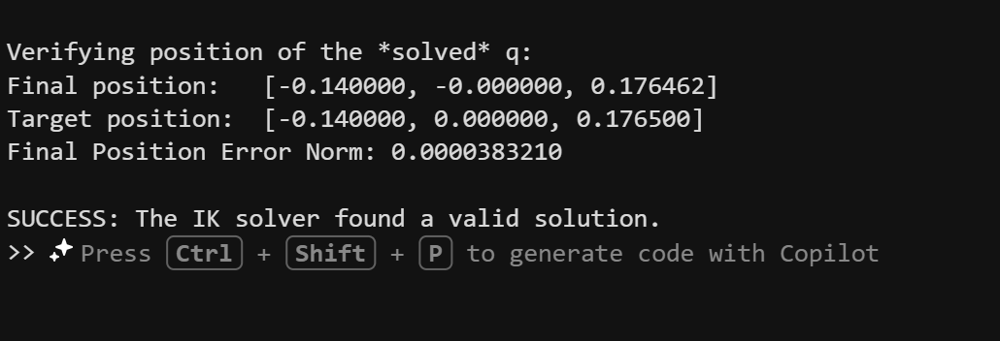 Verifying position of the *solved* q:
Final position:   [-0.140000, -0.000000, 0.176462]
Target position:  [-0.140000, 0.000000, 0.176500]
Final Position Error Norm: 0.0000383210
SUCCESS: The IK solver found a valid solution.
>> Press Ctrl + Shift + P to generate code with Copilot